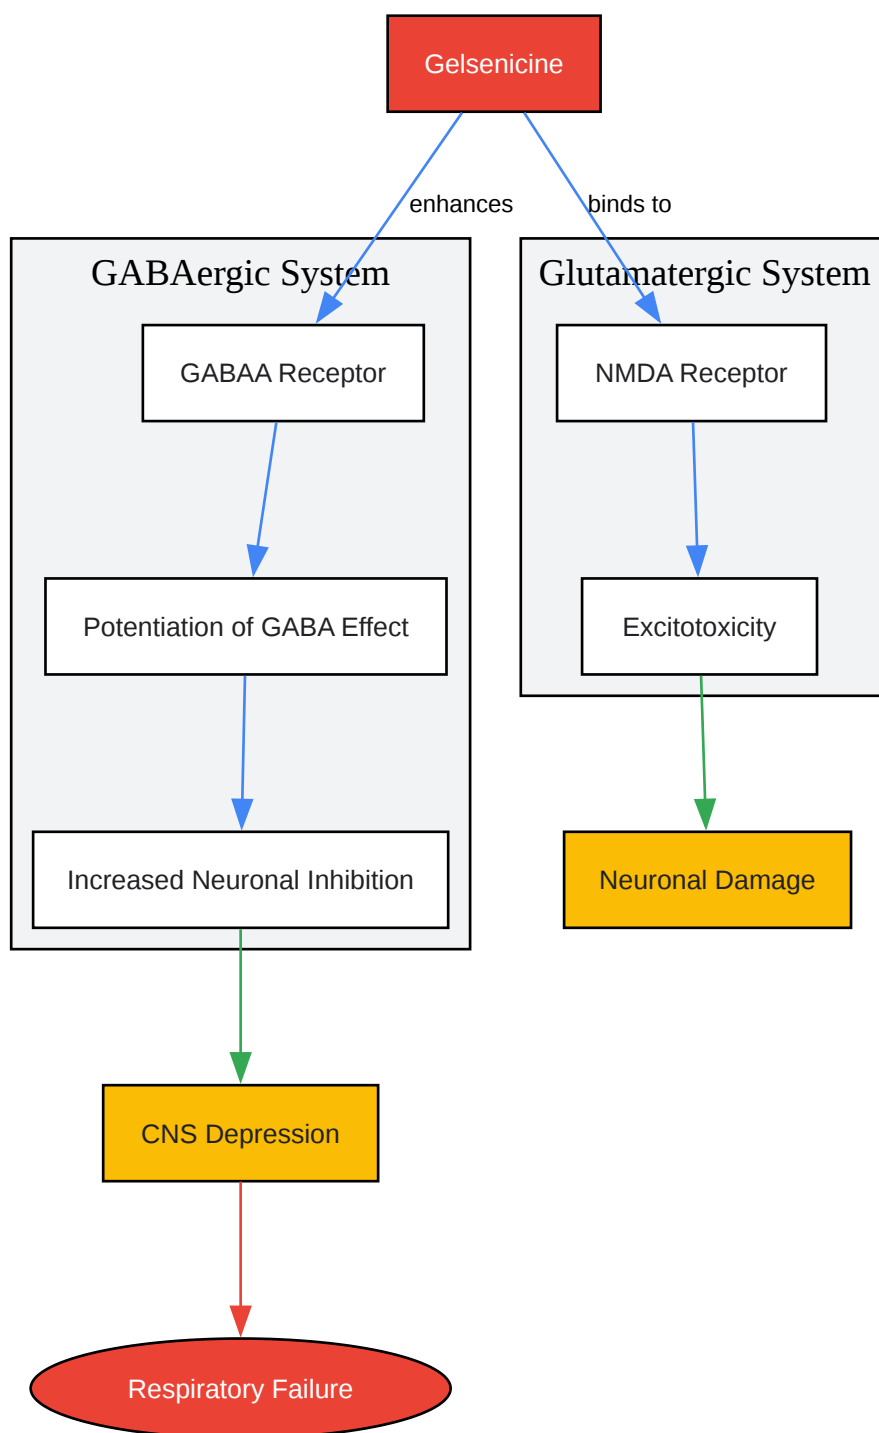 Gelsenicine
enhances
binds to
GABAergic System
Glutamatergic System
GABAA Receptor
NMDA Receptor
Potentiation of GABA Effect
Excitotoxicity
Increased Neuronal Inhibition
Neuronal Damage
CNS Depression
Respiratory Failure